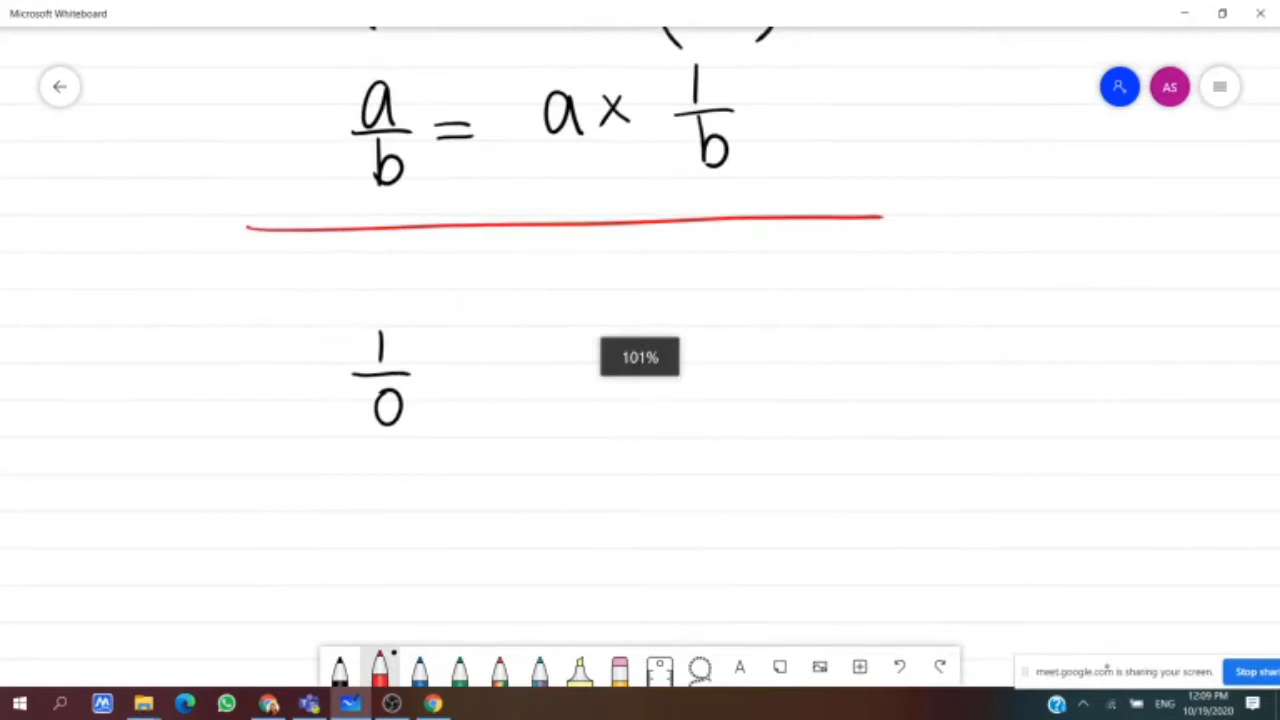 Microsoft Whiteboard
a/b = a × 1/b
AS
1/0
101%
A
meet.google.com is sharing your screen.
Stop shar
ENG
12:09 PM
10/19/2020